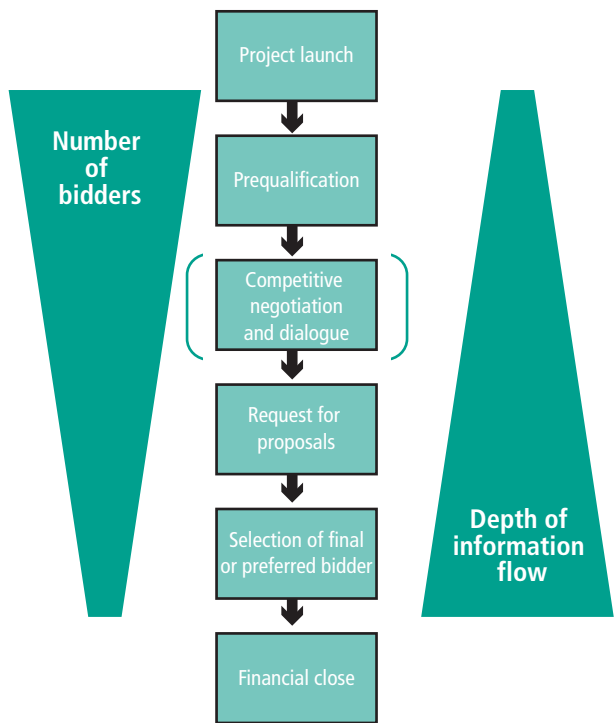 Project launch
Number
of
bidders
Prequalification
Competitive
negotiation
and dialogue
Request for
proposals
Selection of final
or preferred bidder
Depth of
information
flow
Financial close